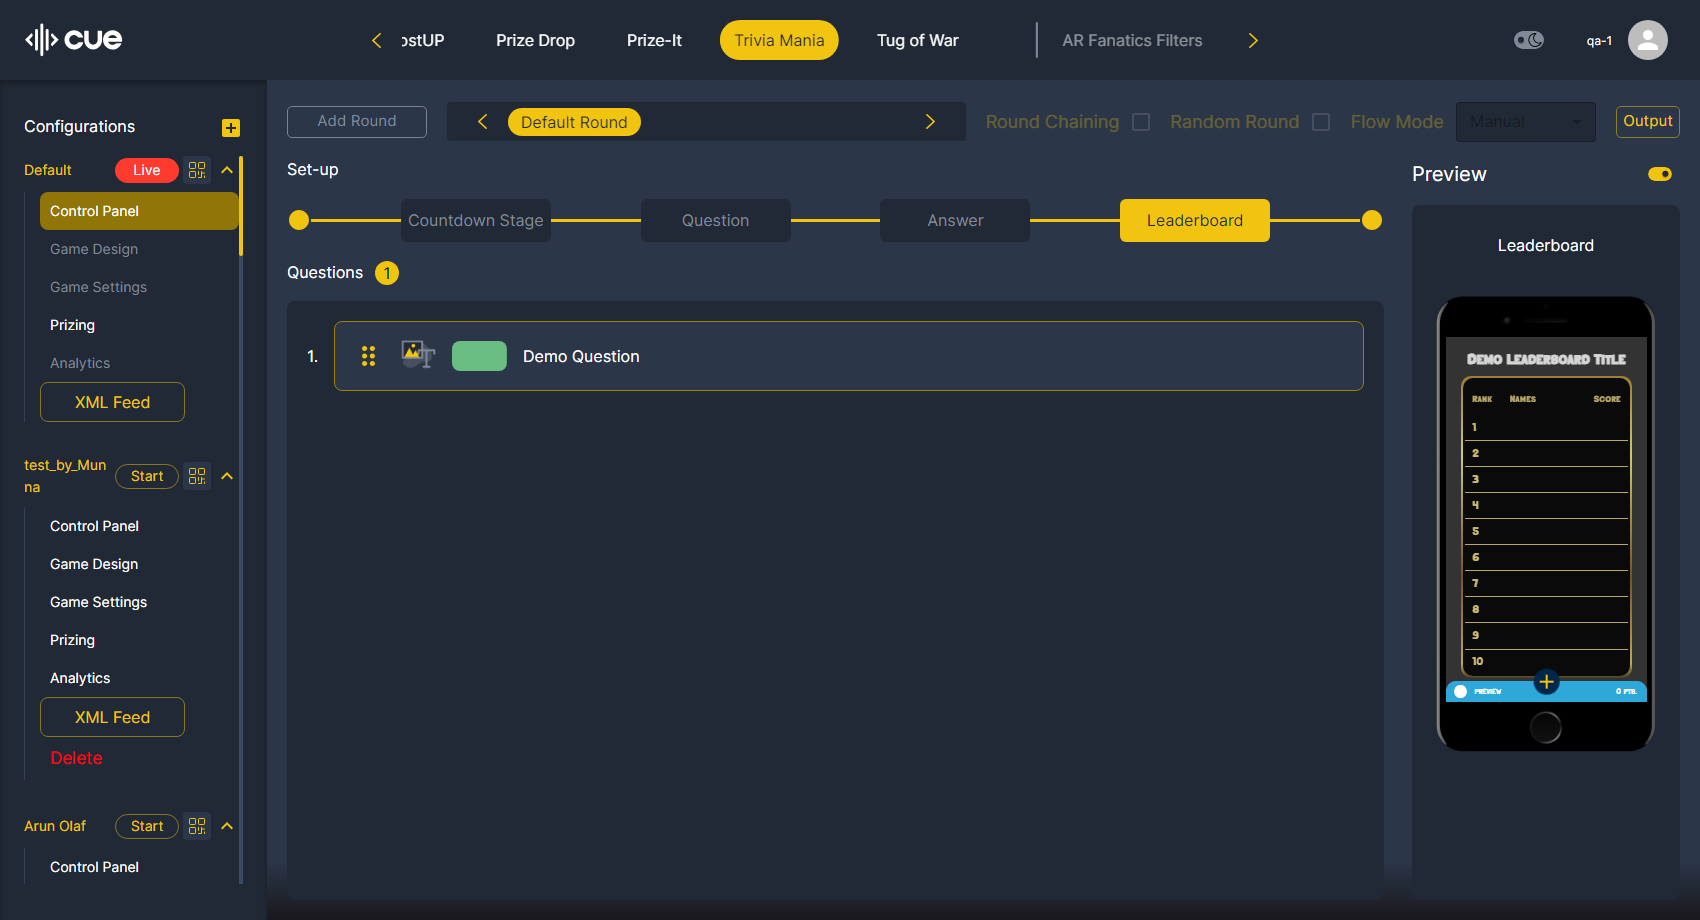 cue
ostUP
Prize Drop
Prize-It
Trivia Mania
Tug of War
AR Fanatics Filters
qa-1
Configurations
Default
Live
Control Panel
Game Design
Game Settings
Prizing
Analytics
XML Feed
test_by_Mun
na
Start
Control Panel
Game Design
Game Settings
Prizing
Analytics
XML Feed
Delete
Arun Olaf
Start
Control Panel
Add Round
Default Round
Round Chaining
Random Round
Flow Mode
Manual
Output
Set-up
Countdown Stage
Question
Answer
Leaderboard
Questions
1
1.
Demo Question
Preview
Leaderboard
Demo Leaderboard Title
Rank Names Score
1
2
3
4
5
6
7
8
9
10
PREVIEW
0 PTS.